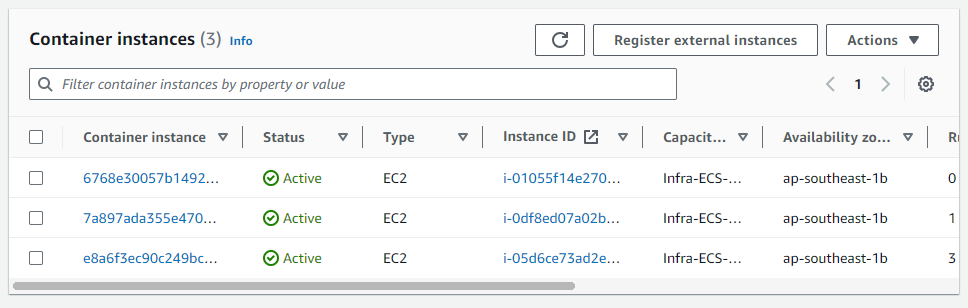 Container instances (3) Info
Register external instances
Actions
Filter container instances by property or value
1
Container instance Status Type Instance ID Capacit... Availability zo... Ru
6768e30057b1492... Active EC2 i-01055f14e270... Infra-ECS-... ap-southeast-1b 0
7a897ada355e470... Active EC2 i-0df8ed07a02b... Infra-ECS-... ap-southeast-1b 1
e8a6f3ec90c249bc... Active EC2 i-05d6ce73ad2e... Infra-ECS-... ap-southeast-1b 3